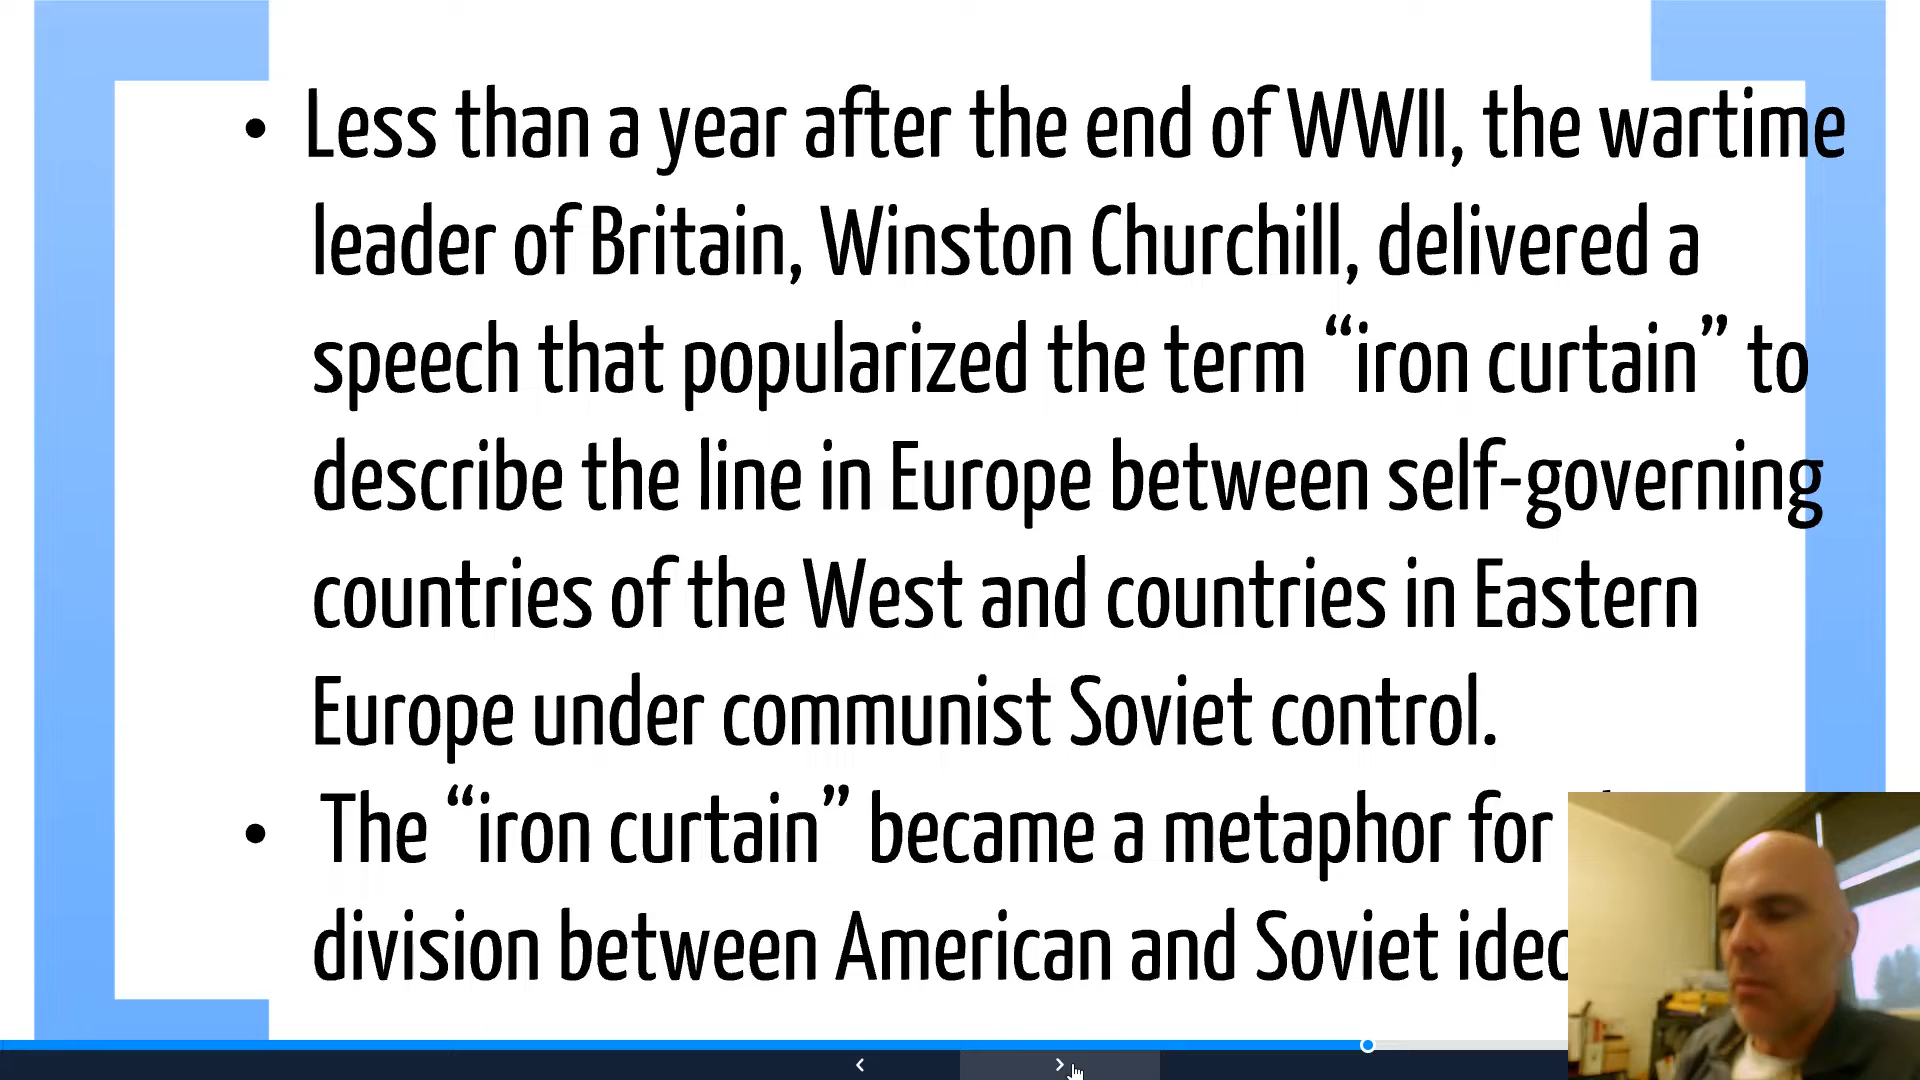 • Less than a year after the end of WWII, the wartime
leader of Britain, Winston Churchill, delivered a
speech that popularized the term “iron curtain” to
describe the line in Europe between self-governing
countries of the West and countries in Eastern
Europe under communist Soviet control.
• The “iron curtain” became a metaphor for
division between American and Soviet